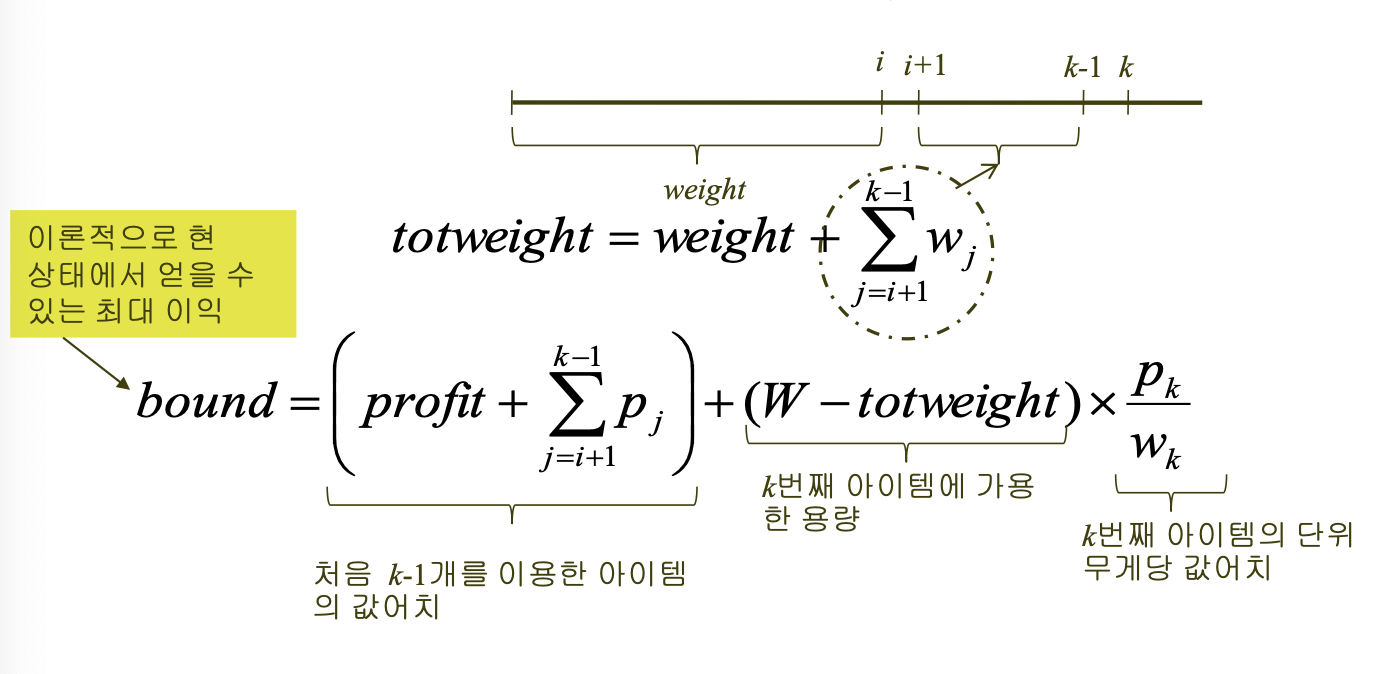 i i+1 k-1 k
weight
totweight = weight + \sum_{j=i+1}^{k-1} w_j
이론적으로 현
상태에서 얻을 수
있는 최대 이익
bound = \left( profit + \sum_{j=i+1}^{k-1} p_j \right) + (W - totweight) \times \frac{p_k}{w_k}
k번째 아이템에 가용
한 용량
k번째 아이템의 단위
무게당 값어치
처음 k-1개를 이용한 아이템
의 값어치